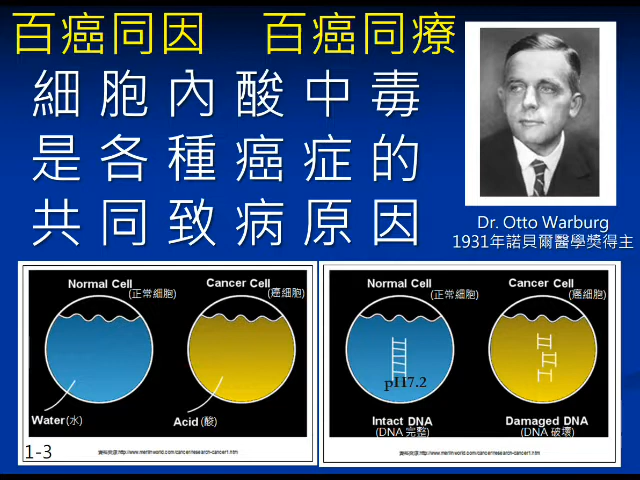 百癌同因 百癌同療
細胞內酸中毒
是各種癌症的
共同致病原因
Dr. Otto Warburg
1931年諾貝爾醫學獎得主
Normal Cell
(正常細胞)
Cancer Cell
(癌細胞)
Water(水)
Acid(酸)
Normal Cell
(正常細胞)
Cancer Cell
(癌細胞)
pH7.2
Intact DNA
(DNA 完整)
Damaged DNA
(DNA 破壞)
1-3